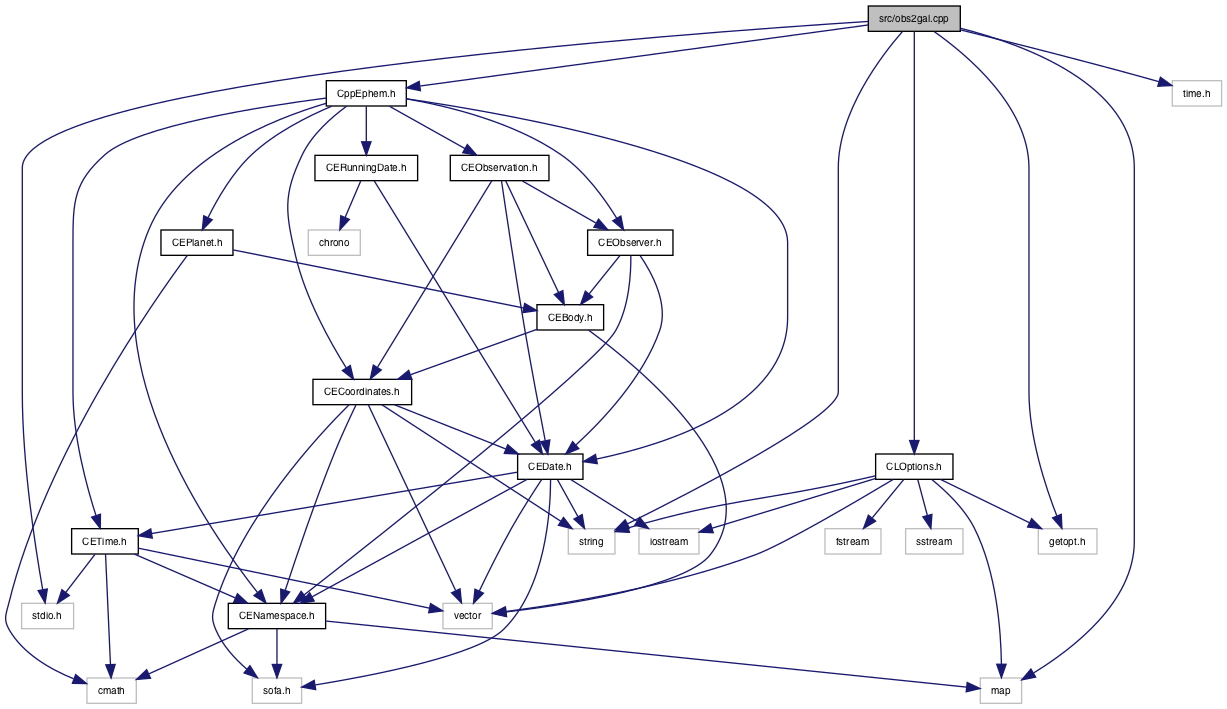 src/obs2gal.cpp
CppEphem.h
time.h
CERunningDate.h
CEObservation.h
CEPlanet.h
chrono
CEObserver.h
CEBody.h
CECoordinates.h
CEDate.h
CLOptions.h
CETime.h
string
iostream
fstream
sstream
getopt.h
stdio.h
CENamespace.h
vector
cmath
sofa.h
map